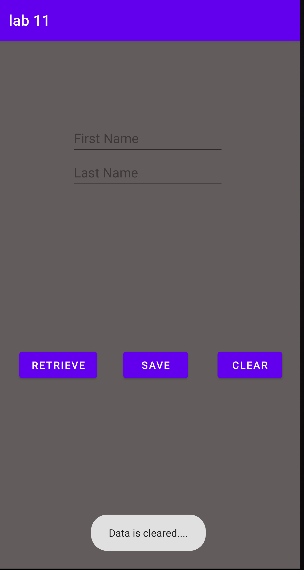 lab 11
First Name
Last Name
RETRIEVE SAVE CLEAR
Data is cleared....